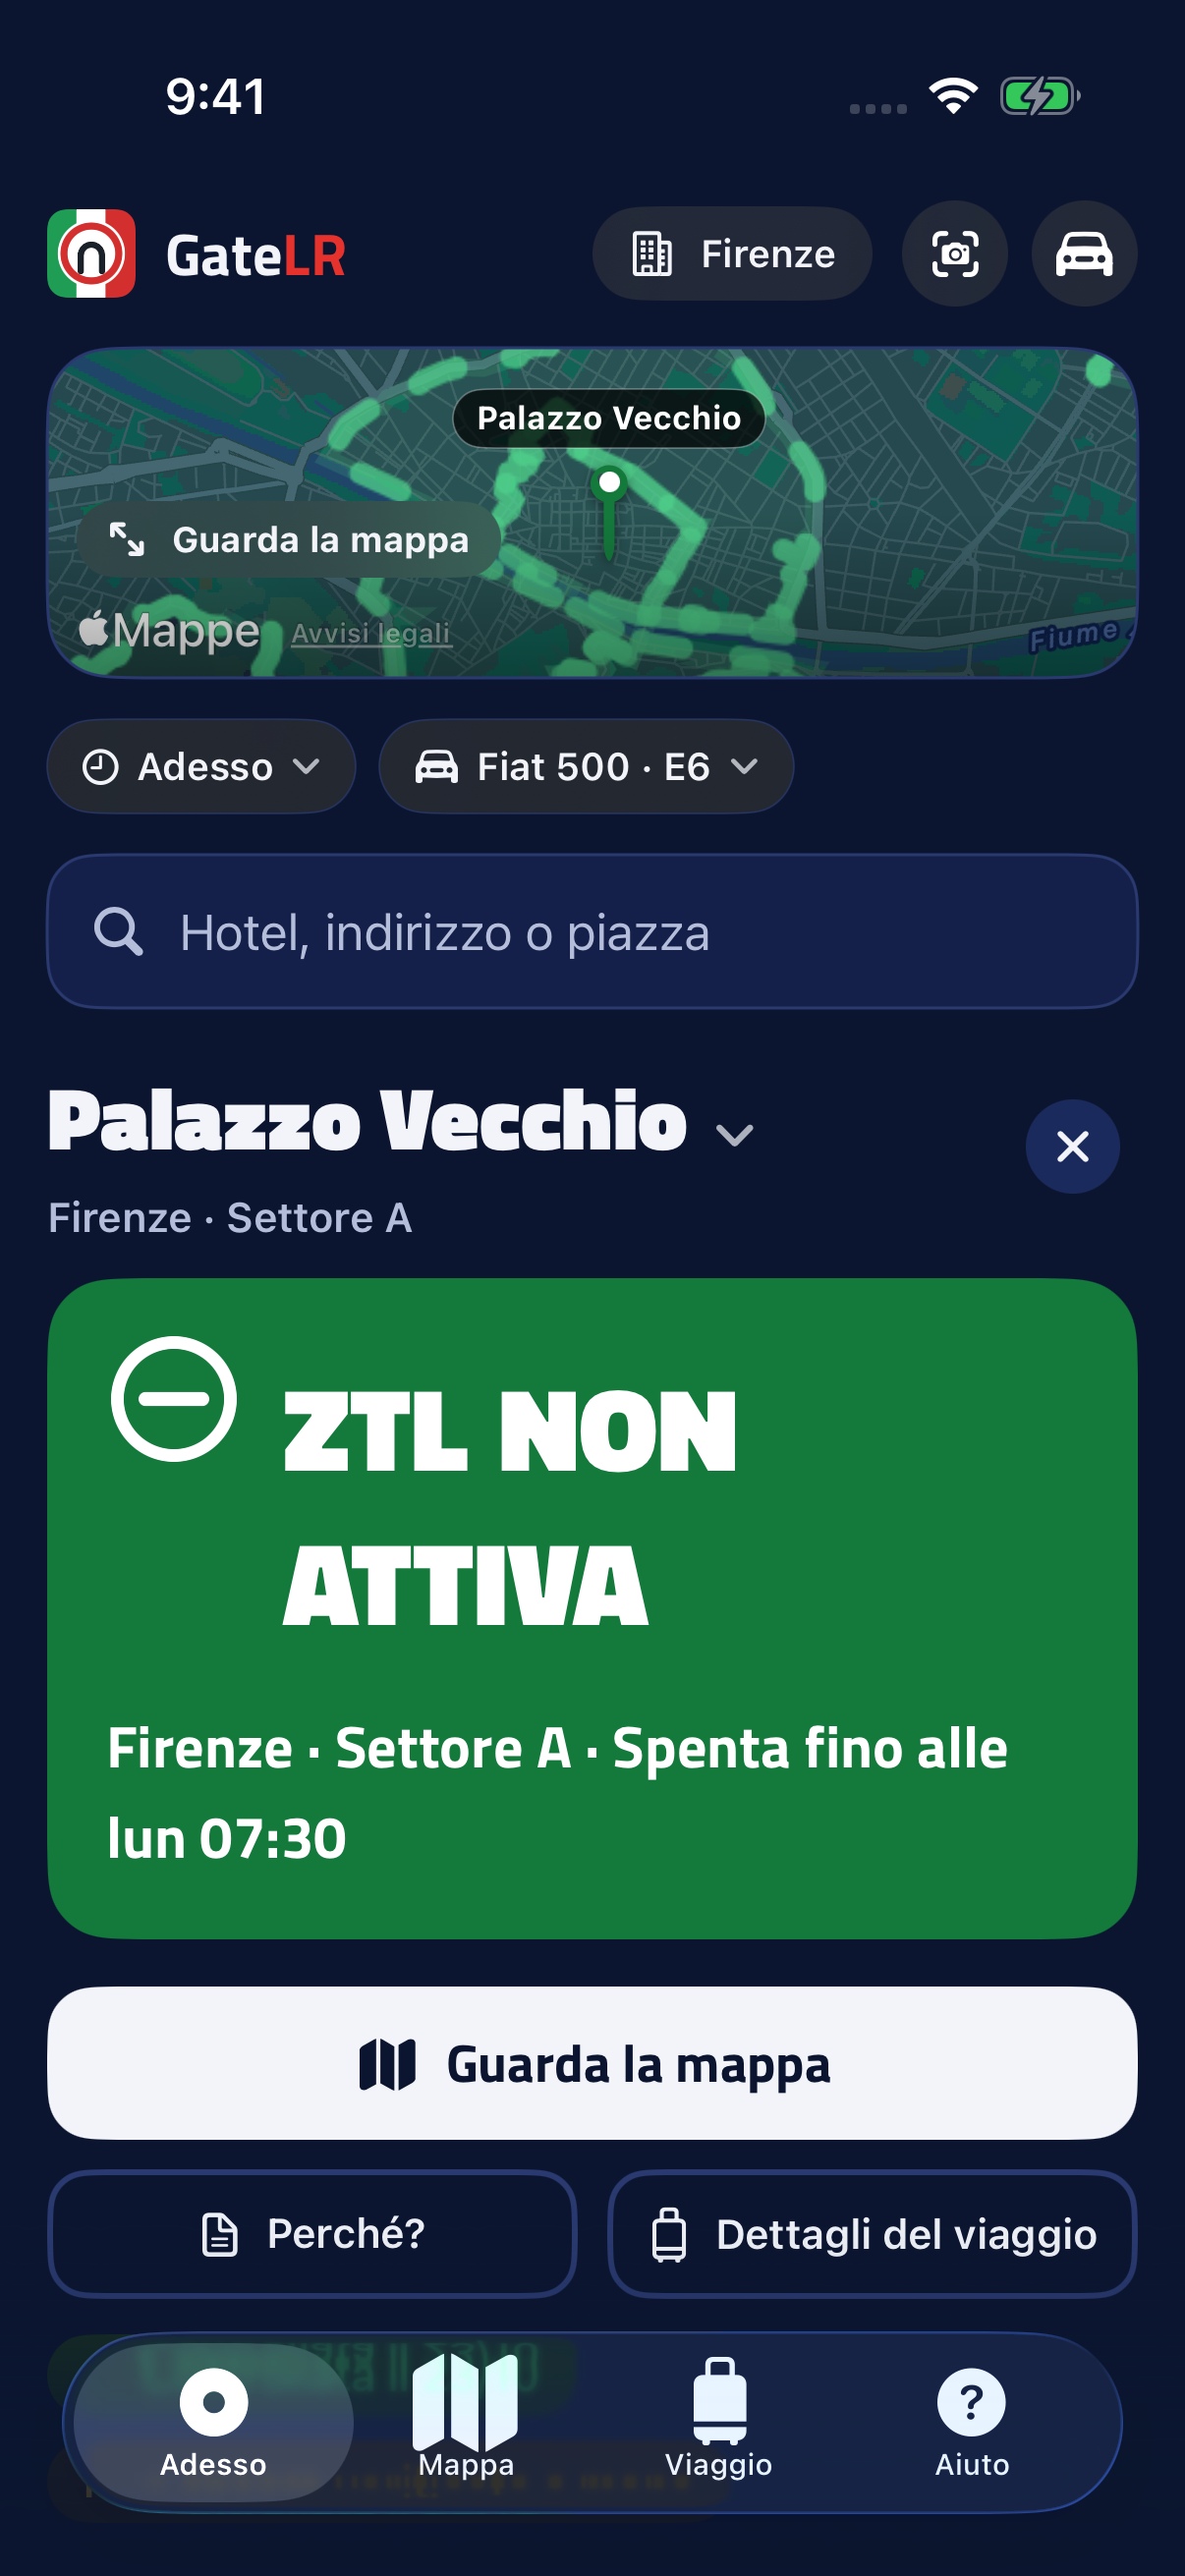 9:41
GateLR
Firenze
Palazzo Vecchio
Guarda la mappa
Mappe
Avvisi legali
Fiume
Adesso
Fiat 500 · E6
Hotel, indirizzo o piazza
Palazzo Vecchio
Firenze · Settore A
ZTL NON
ATTIVA
Firenze · Settore A · Spenta fino alle
lun 07:30
Guarda la mappa
Perché?
Dettagli del viaggio
Adesso
Mappa
Viaggio
? Aiuto